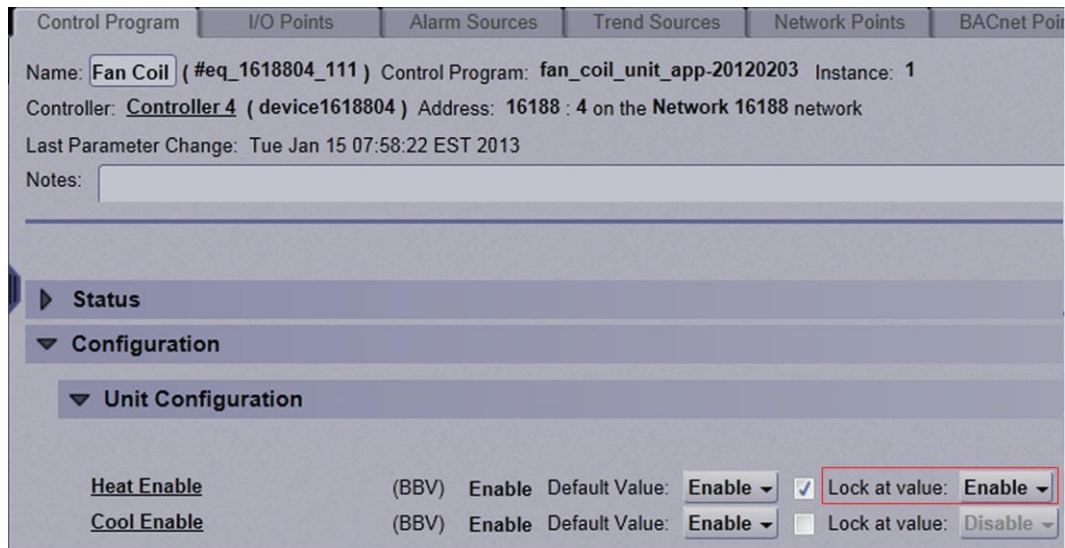 Control Program I/O Points Alarm Sources Trend Sources Network Points BACnet Poi
Name: Fan Coil ( #eq_1618804_111 ) Control Program: fan_coil_unit_app-20120203 Instance: 1
Controller: Controller 4 ( device1618804 ) Address: 16188 : 4 on the Network 16188 network
Last Parameter Change: Tue Jan 15 07:58:22 EST 2013
Notes:
Status
Configuration
Unit Configuration
Heat Enable (BBV) Enable Default Value: Enable Lock at value: Enable
Cool Enable (BBV) Enable Default Value: Enable Lock at value: Disable